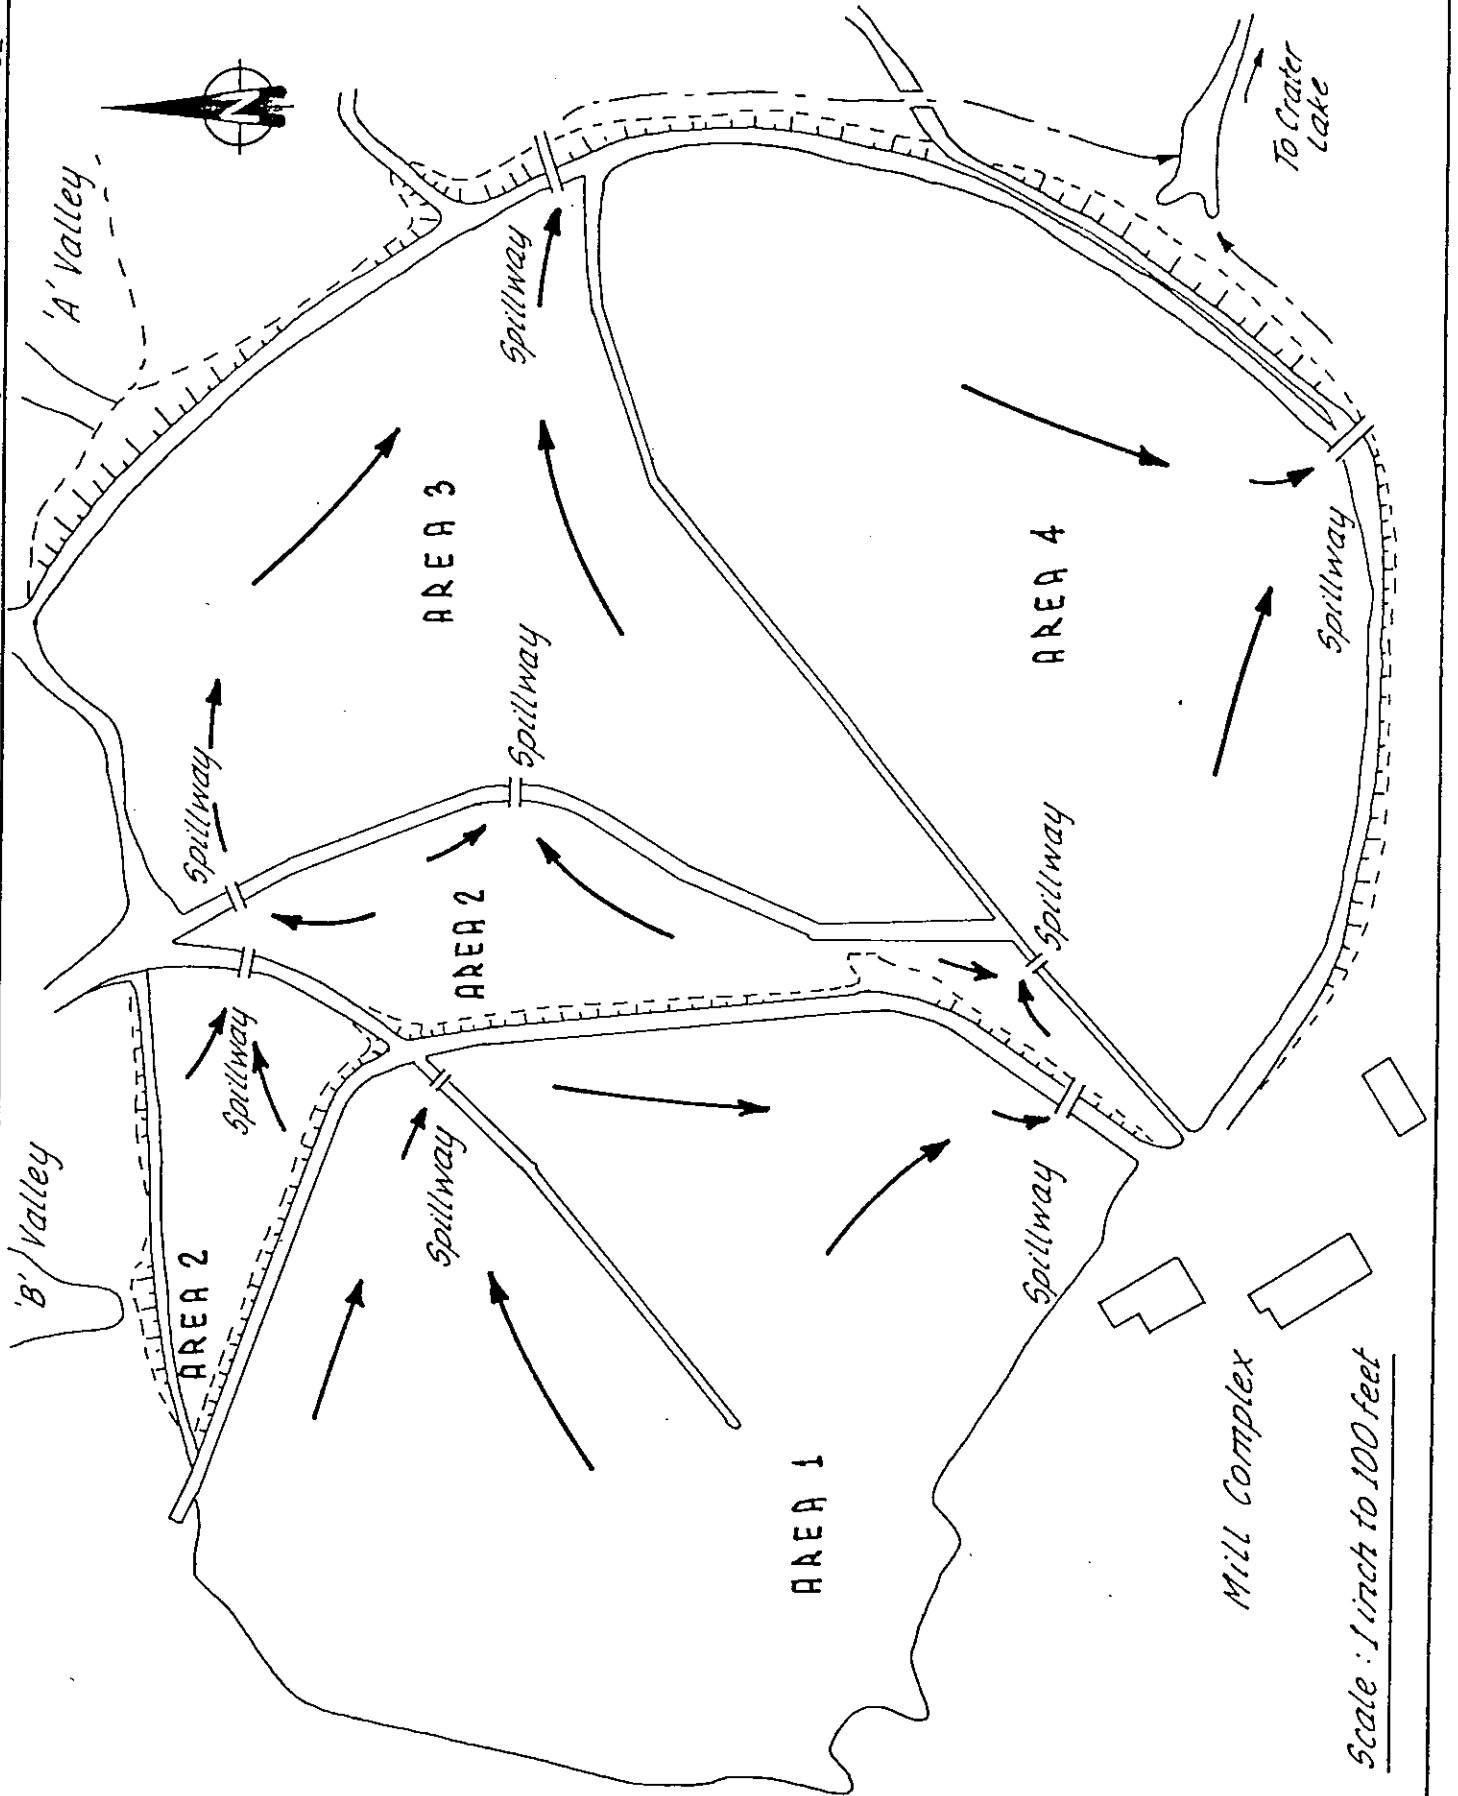 'A' Valley
N
To Crater
Lake
Spillway
AREA 3
Spillway
Spillway
AREA 4
Spillway
AREA 2
Spillway
Spillway
'B' Valley
AREA 2
Spillway
Spillway
AREA 1
Mill Complex
Scale : 1 inch to 100 feet